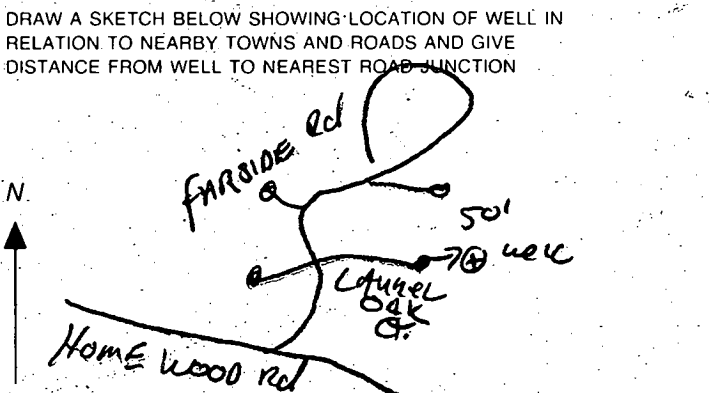 DRAW A SKETCH BELOW SHOWING LOCATION OF WELL IN
RELATION TO NEARBY TOWNS AND ROADS AND GIVE
DISTANCE FROM WELL TO NEAREST ROAD JUNCTION
FARSIDE Rd
N
50'
well
LAUREL
OAK
Ct.
HOME WOOD Rd